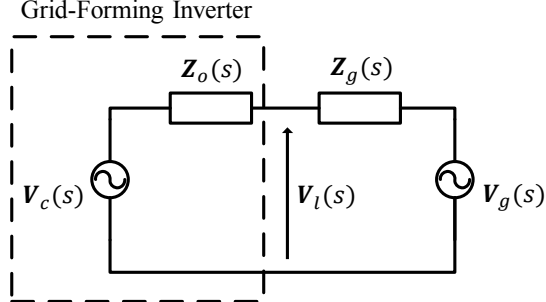 Grid-Forming Inverter
Z_o(s) Z_g(s)
V_c(s) V_l(s) V_g(s)